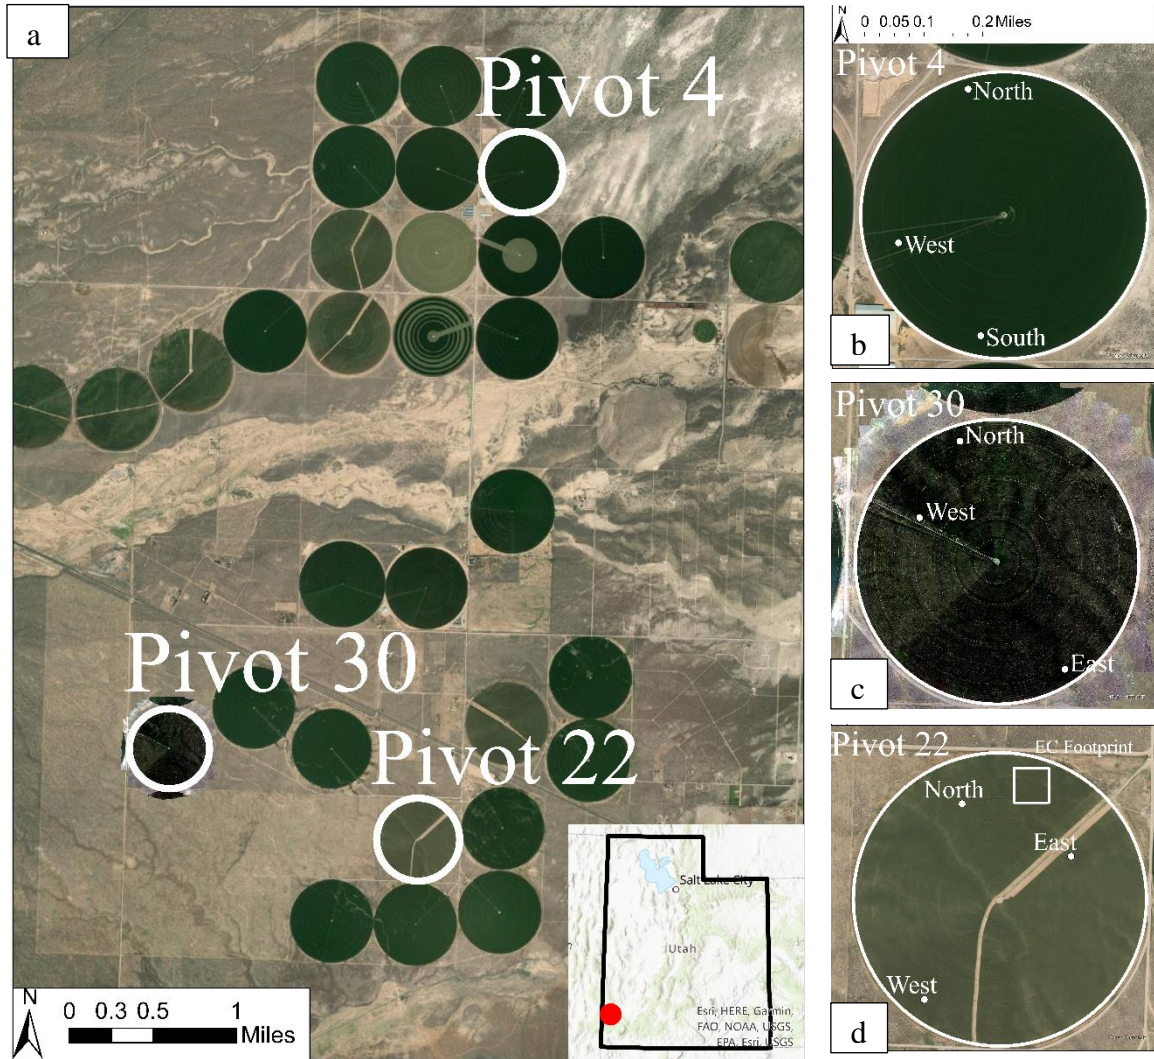 a
Pivot 4
Pivot 30
Pivot 22
N
0 0.3 0.5 1
Miles
Salt Lake City
Utah
Esri, HERE, Garmin,
FAO, NOAA, USGS,
EPA, Esri, USGS
N
0 0.05 0.1 0.2 Miles
Pivot 4
North
West
South
b
Pivot 30
North
West
East
c
Pivot 22
EC Footprint
North
East
West
d